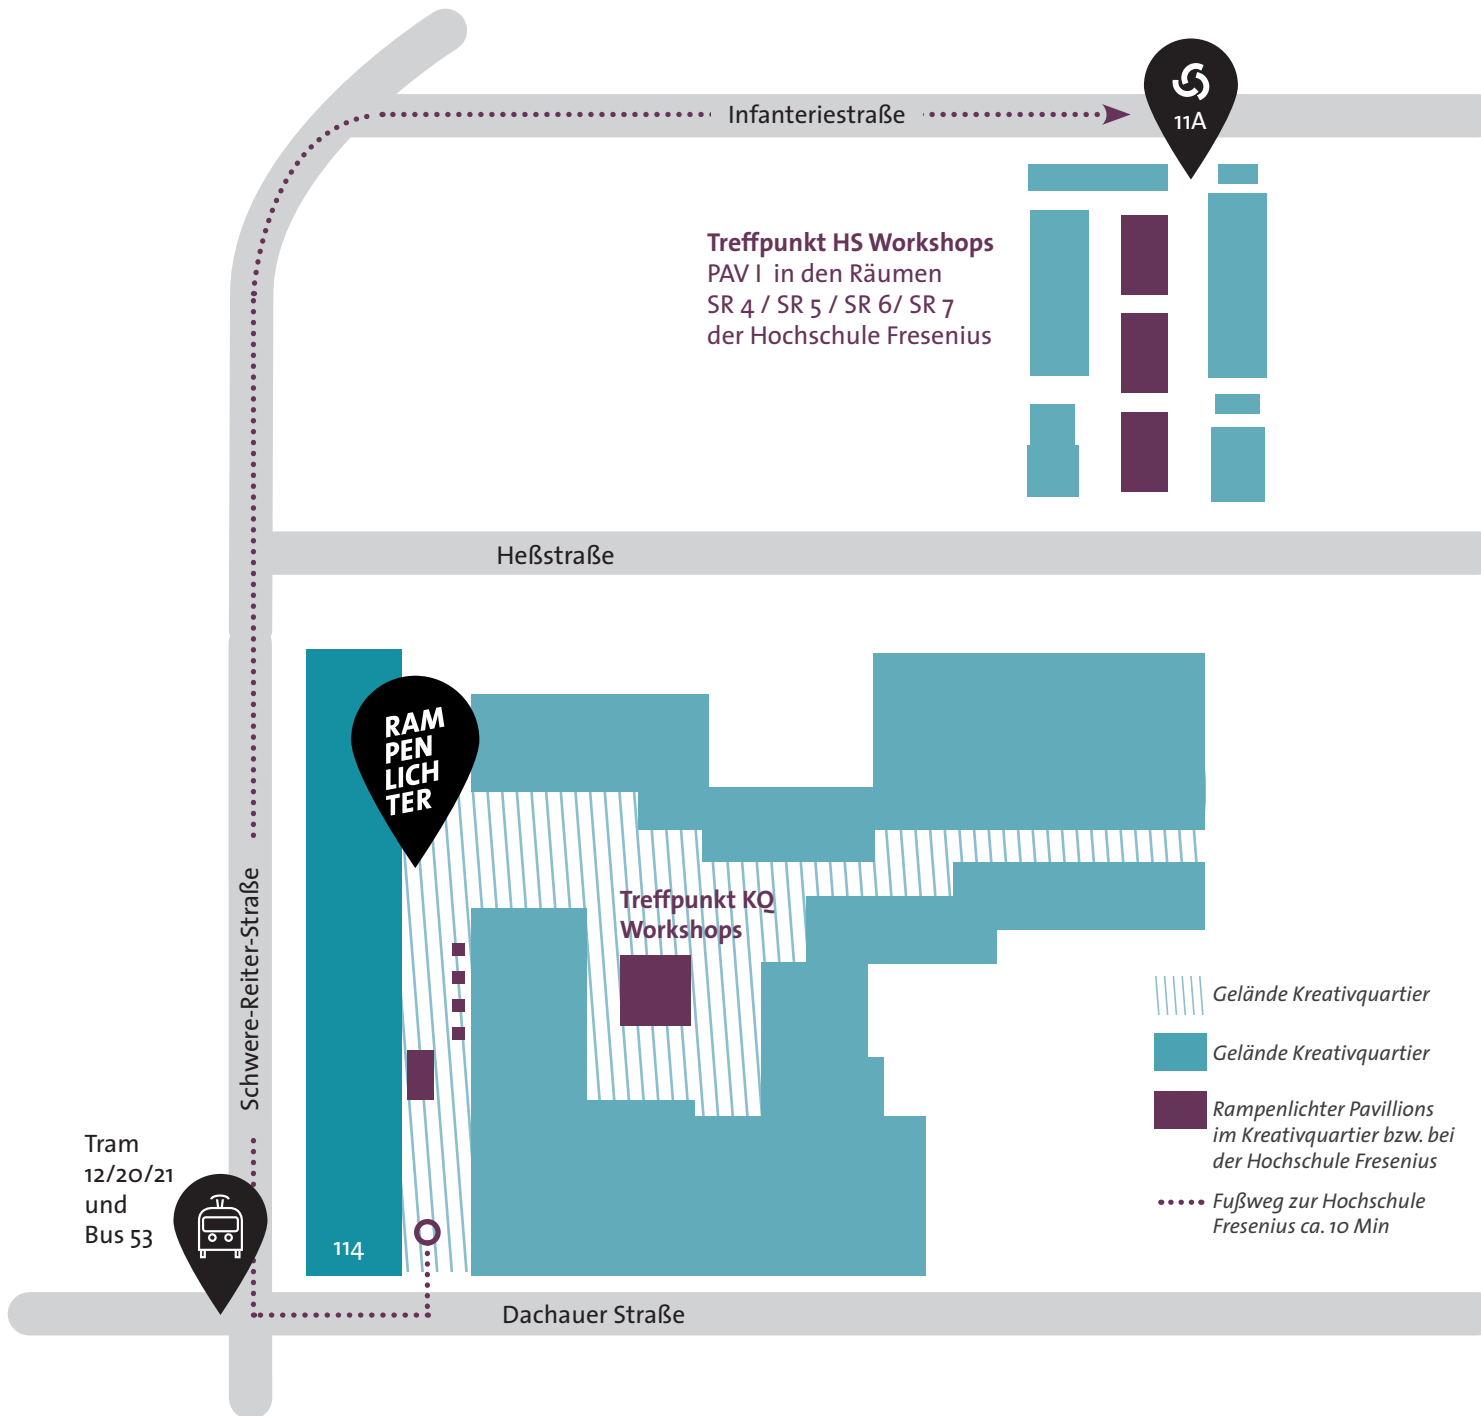 Infanteriestraße
11A
Treffpunkt HS Workshops
PAV I in den Räumen
SR 4 / SR 5 / SR 6/ SR 7
der Hochschule Fresenius
Heßstraße
RAM
PEN
LICH
TER
Treffpunkt KQ
Workshops
Schwere-Reiter-Straße
Gelände Kreativquartier
Gelände Kreativquartier
Rampenlichter Pavillions
im Kreativquartier bzw. bei
der Hochschule Fresenius
Fußweg zur Hochschule
Fresenius ca. 10 Min
Tram
12/20/21
und
Bus 53
114
Dachauer Straße